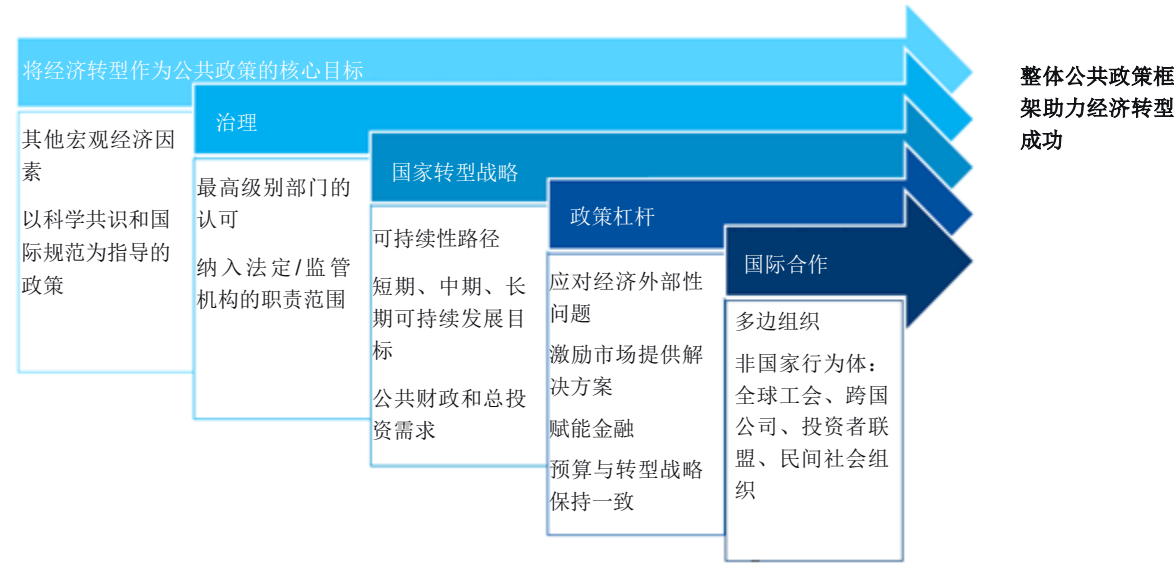 将经济转型作为公共政策的核心目标
其他宏观经济因
素
以科学共识和国
际规范为指导的
政策
治理
最高级别部门的
认可
纳入法定/监管
机构的职责范围
国家转型战略
可持续性路径
短期、中期、长
期可持续发展目
标
公共财政和总投
资需求
政策杠杆
应对经济外部性
问题
激励市场提供解
决方案
赋能金融
预算与转型战略
保持一致
国际合作
多边组织
非国家行为体：
全球工会、跨国
公司、投资者联
盟、民间社会组
织
整体公共政策框
架助力经济转型
成功